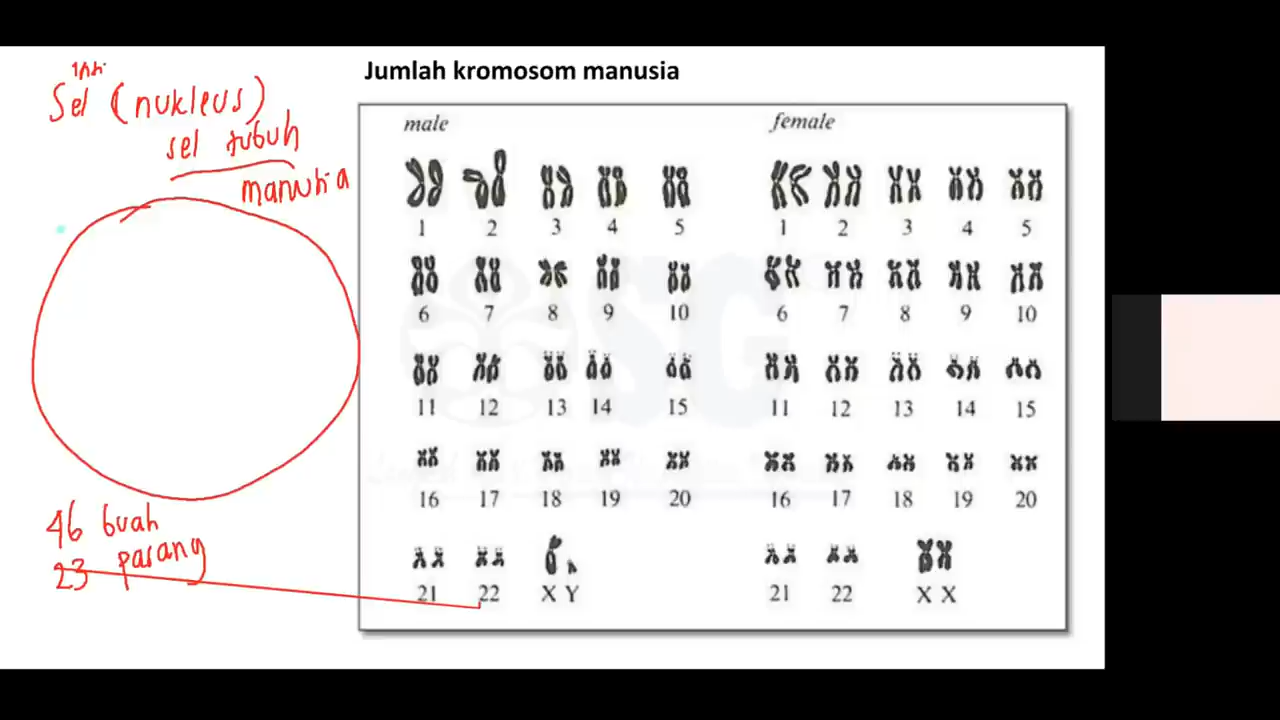 Jumlah kromosom manusia
inti
Sel (nukleus)
sel tubuh
manusia
male
1 2 3 4 5
6 7 8 9 10
11 12 13 14 15
16 17 18 19 20
21 22 X Y
female
1 2 3 4 5
6 7 8 9 10
11 12 13 14 15
16 17 18 19 20
21 22 X X
SG
46 buah
23 pasang